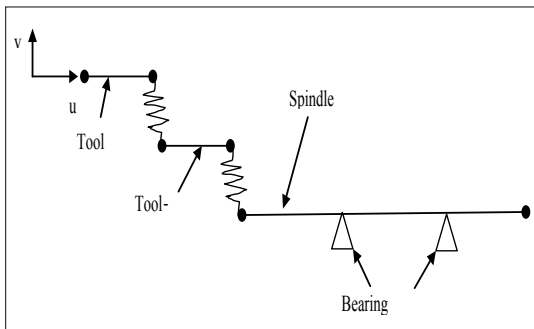 v
u
Spindle
Tool
Tool-
Bearing